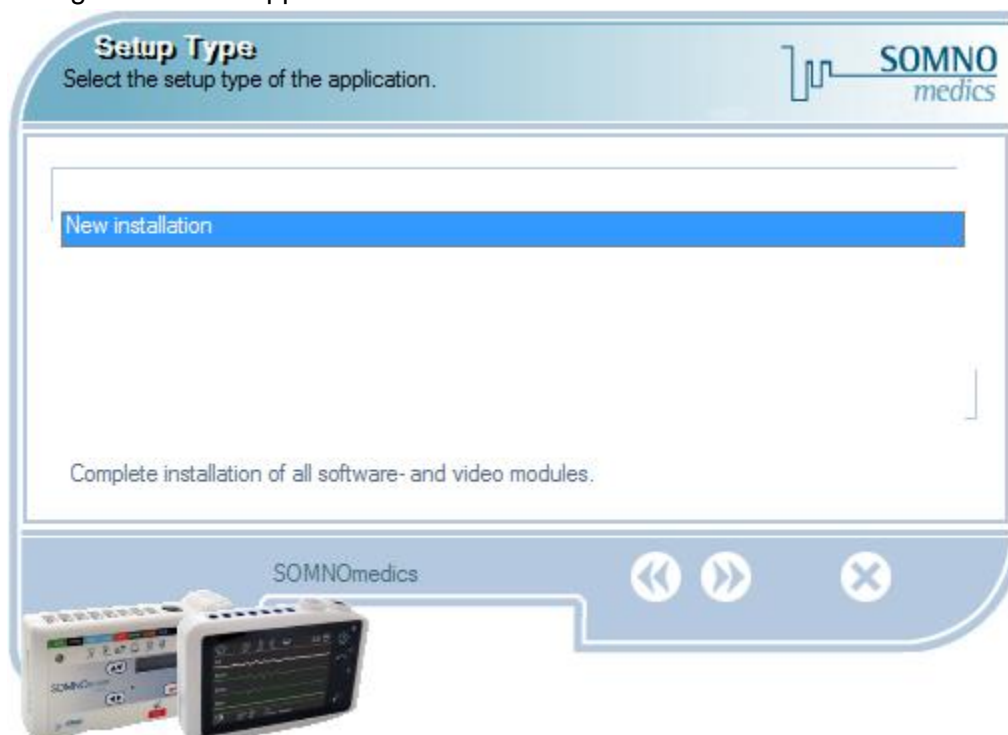 Setup Type
Select the setup type of the application.
SOMNO
medics
New installation
Complete installation of all software- and video modules.
SOMNOmedics